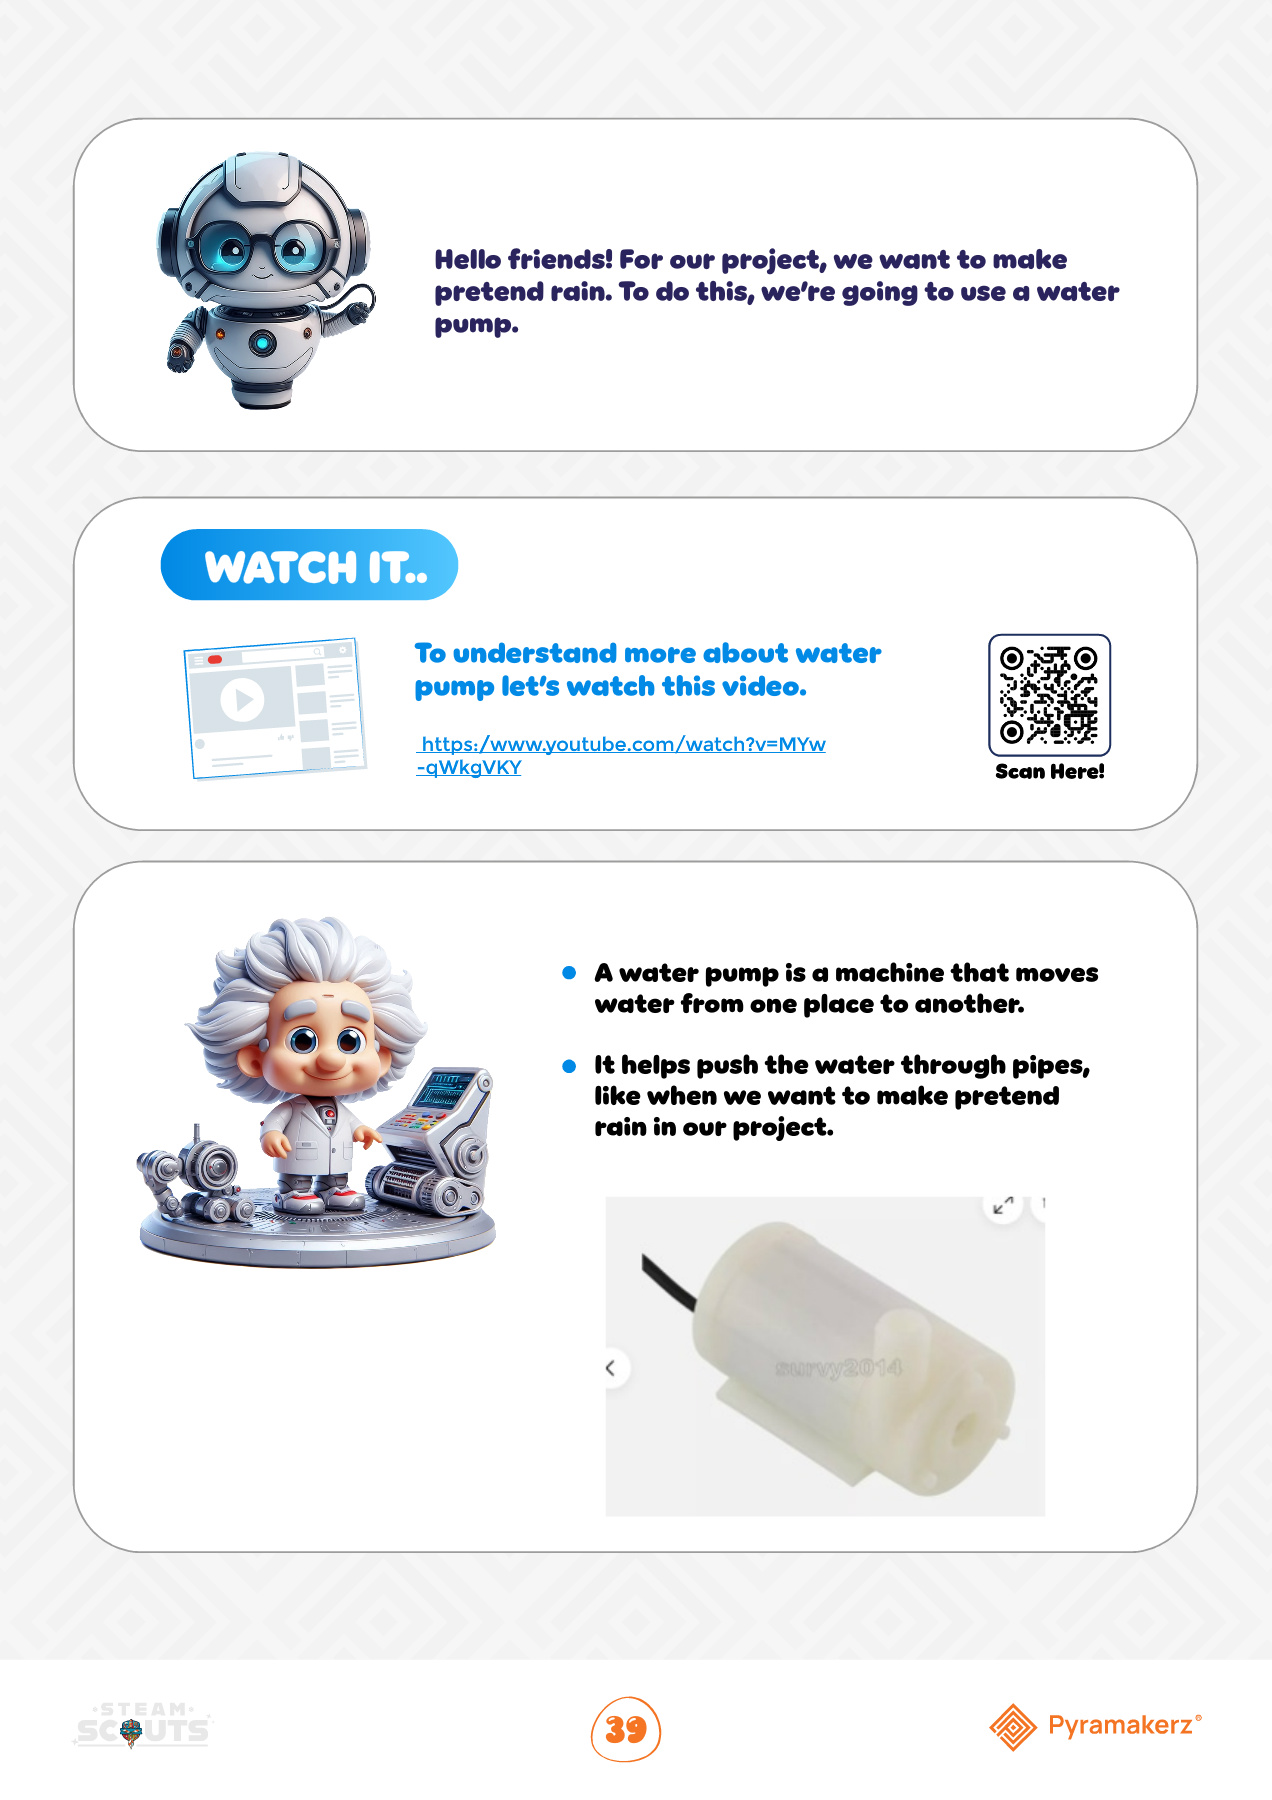 Hello friends! For our project, we want to make
pretend rain. To do this, we're going to use a water
pump.
WATCH IT..
To understand more about water
pump let's watch this video.
https:/www.youtube.com/watch?v=MYw
-qWkgVKY
Scan Here!
A water pump is a machine that moves
water from one place to another.
It helps push the water through pipes,
like when we want to make pretend
rain in our project.
survy2014
STEAM
SCOUTS
39
Pyramakerz